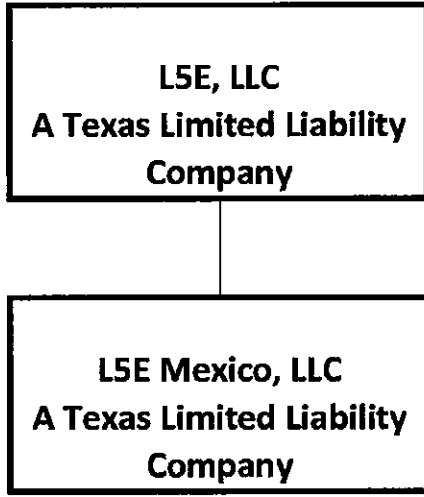 L5E, LLC
A Texas Limited Liability
Company
L5E Mexico, LLC
A Texas Limited Liability
Company